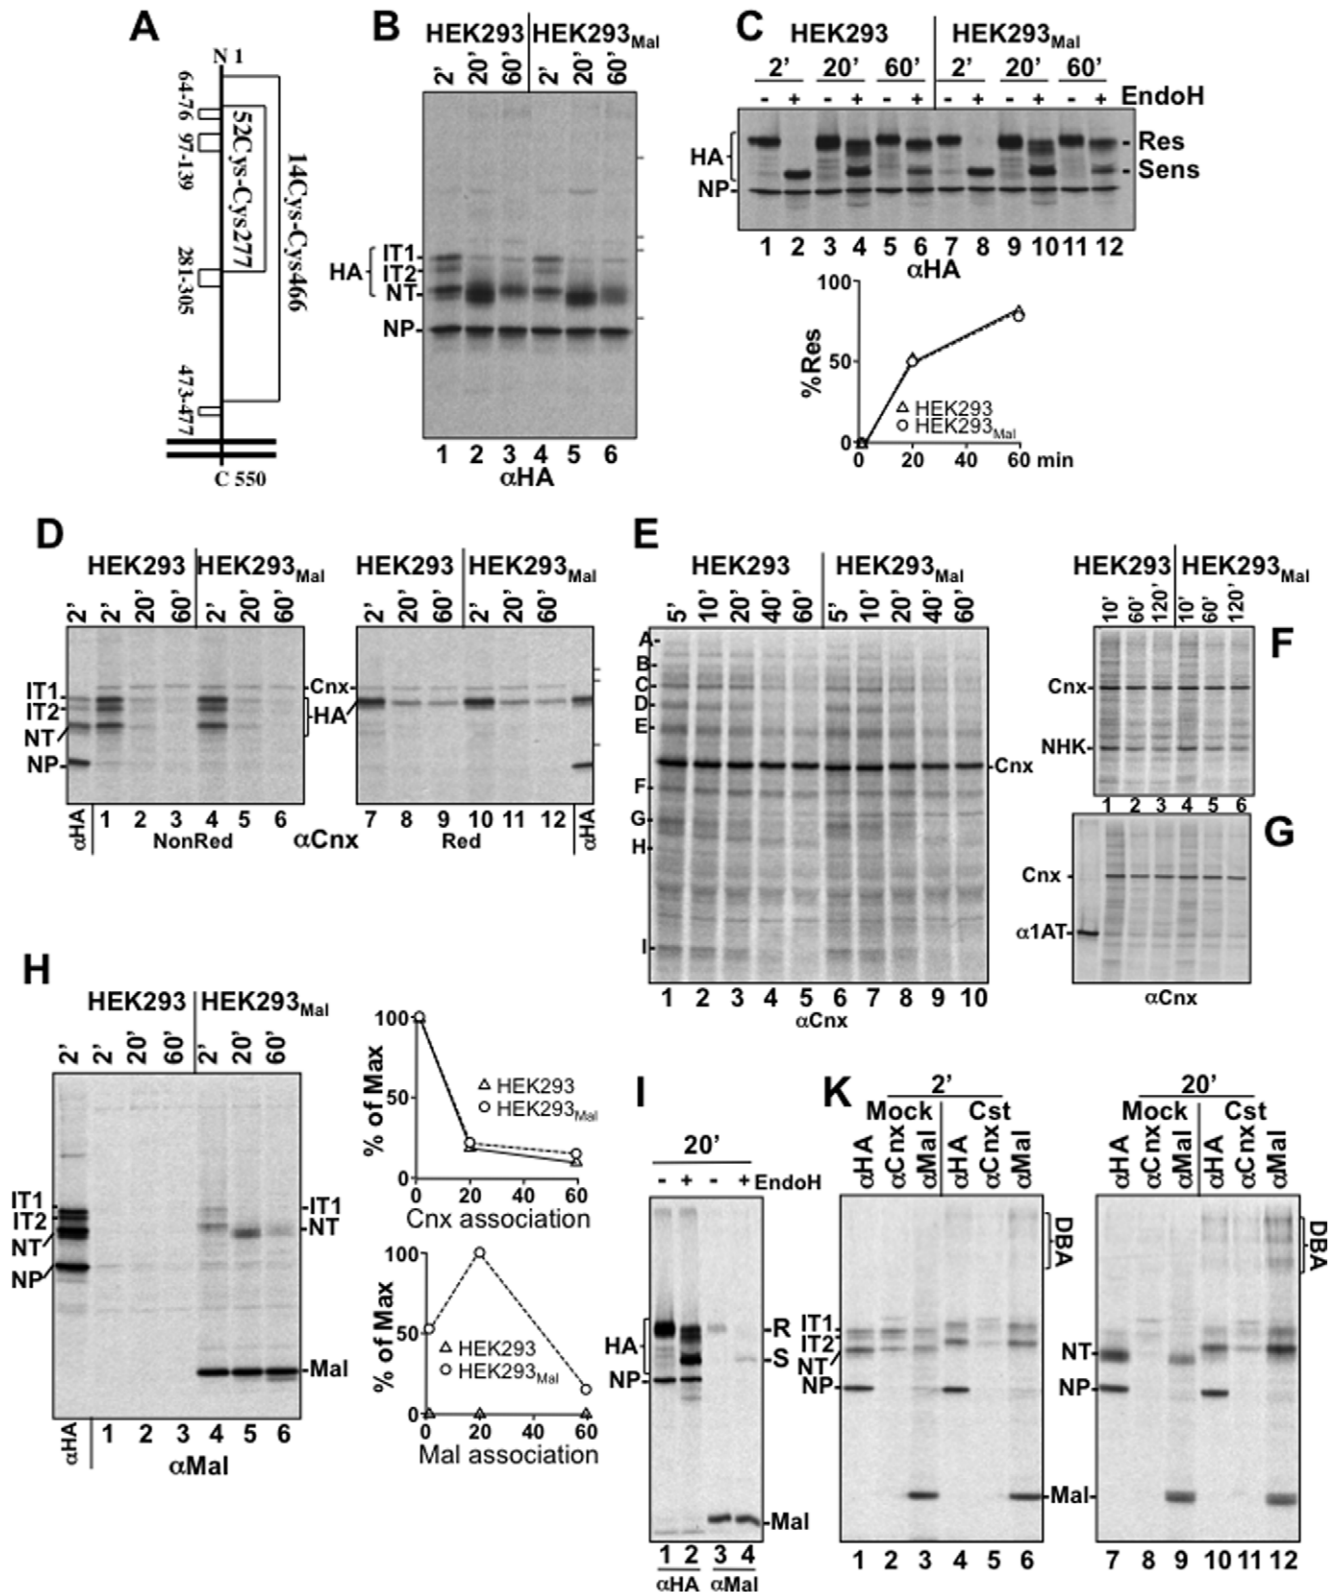 A
N 1
64-76
97-139
281-305
473-477
52Cys-Cys277
14Cys-Cys466
C 550
B
HEK293 HEK293Mal
2' 20' 60' 2' 20' 60'
HA
IT1
IT2
NT
NP
1 2 3 4 5 6
αHA
C
HEK293 HEK293Mal
2' 20' 60' 2' 20' 60'
- + - + - + - + - + - + EndoH
HA
NP
Res
Sens
1 2 3 4 5 6 7 8 9 10 11 12
αHA
%Res
100
50
0
HEK293
HEK293Mal
0 20 40 60 min
D
HEK293 HEK293Mal HEK293 HEK293Mal
2' 2' 20' 60' 2' 20' 60' 2' 20' 60' 2' 20' 60'
IT1
IT2
NT
NP
Cnx
HA
αHA 1 2 3 4 5 6 7 8 9 10 11 12 αHA
NonRed αCnx Red
E
HEK293 HEK293Mal
5' 10' 20' 40' 60' 5' 10' 20' 40' 60'
A
B
C
D
E
Cnx
F
G
H
I
1 2 3 4 5 6 7 8 9 10
αCnx
HEK293 HEK293Mal
10' 60' 120' 10' 60' 120'
F
Cnx
NHK
1 2 3 4 5 6
G
Cnx
α1AT
αCnx
H
HEK293 HEK293Mal
2' 2' 20' 60' 2' 20' 60'
IT1
IT2
NT
NP
IT1
NT
Mal
αHA 1 2 3 4 5 6
αMal
% of Max
100
50
0
HEK293
HEK293Mal
0 20 40 60
Cnx association
% of Max
100
50
0
HEK293
HEK293Mal
0 20 40 60
Mal association
I
20'
- + - + EndoH
HA
NP
R
S
Mal
1 2 3 4
αHA αMal
K
2' 20'
Mock Cst Mock Cst
αHA αCnx αMal αHA αCnx αMal αHA αCnx αMal αHA αCnx αMal
DBA
DBA
IT1
IT2
NT
NP
NT
NP
Mal
1 2 3 4 5 6 7 8 9 10 11 12